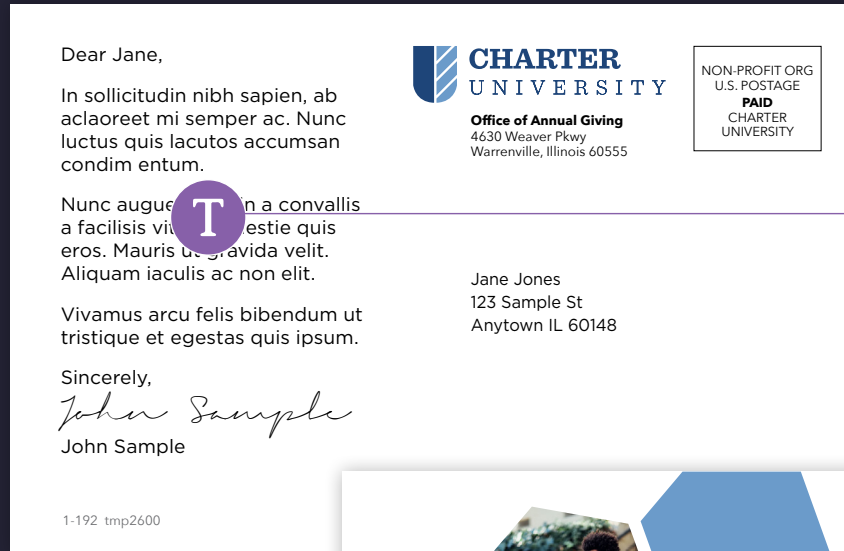 Dear Jane,
In sollicitudin nibh sapien, ab
aclaoreet mi semper ac. Nunc
luctus quis lacutos accumsan
condim entum.
Nunc augue in a convallis
a facilisis estie quis
eros. Mauris ut gravida velit.
Aliquam iaculis ac non elit.
Vivamus arcu felis bibendum ut
tristique et egestas quis ipsum.
Sincerely,
John Sample
John Sample
1-192 tmp2600
T
CHARTER
UNIVERSITY
Office of Annual Giving
4630 Weaver Pkwy
Warrenville, Illinois 60555
NON-PROFIT ORG
U.S. POSTAGE
PAID
CHARTER
UNIVERSITY
Jane Jones
123 Sample St
Anytown IL 60148